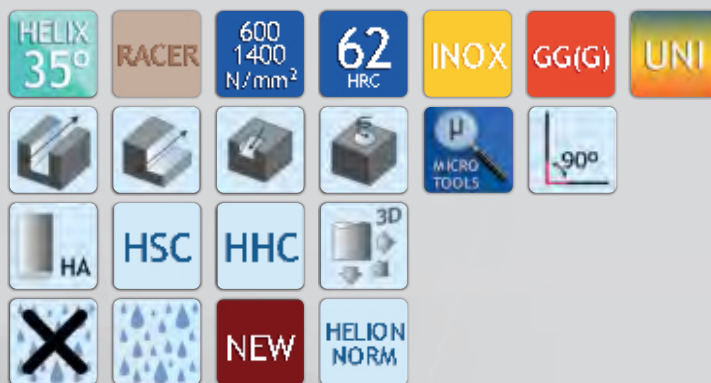 HELIX
35°
RACER
600
1400
N/mm²
62
HRC
INOX
GG(G)
UNI
µ
MICRO
TOOLS
90°
HA
HSC
HHC
3D
NEW
HELION
NORM